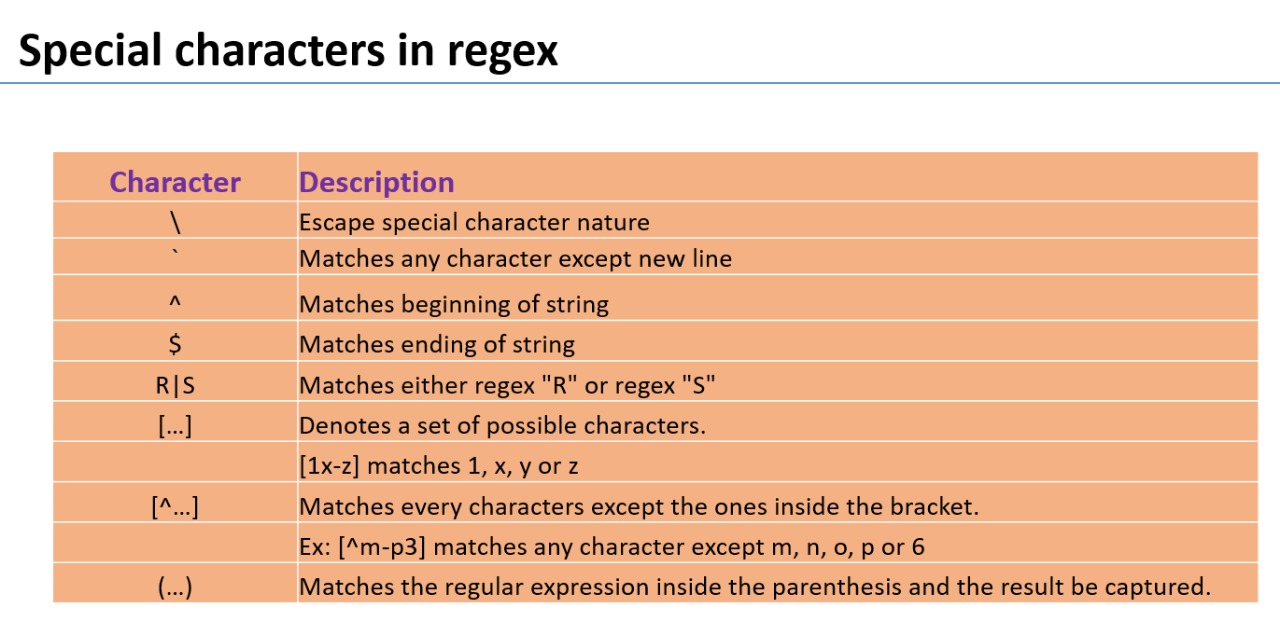 Special characters in regex
Character Description
\ Escape special character nature
` Matches any character except new line
^ Matches beginning of string
$ Matches ending of string
R|S Matches either regex "R" or regex "S"
[...] Denotes a set of possible characters.
[1x-z] matches 1, x, y or z
[^...] Matches every characters except the ones inside the bracket.
Ex: [^m-p3] matches any character except m, n, o, p or 6
(...) Matches the regular expression inside the parenthesis and the result be captured.